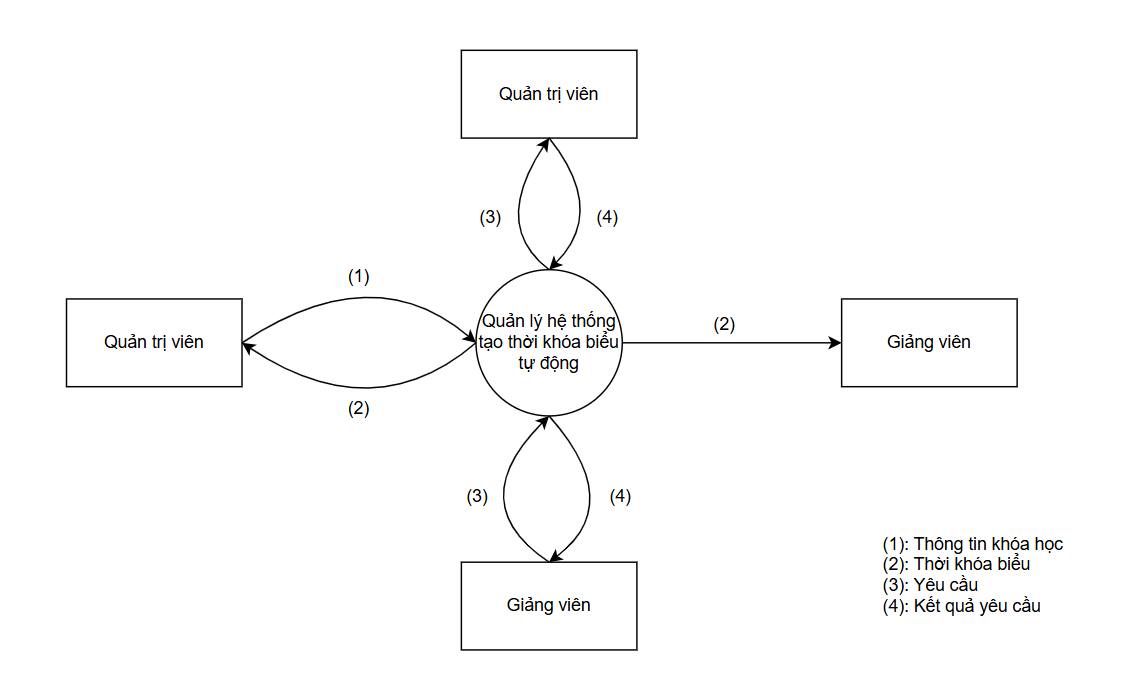 Quản trị viên
(3)
(4)
(1)
Quản trị viên
Quản lý hệ thống
tạo thời khóa biểu
tự động
(2)
Giảng viên
(2)
(3)
(4)
Giảng viên
(1): Thông tin khóa học
(2): Thời khóa biểu
(3): Yêu cầu
(4): Kết quả yêu cầu